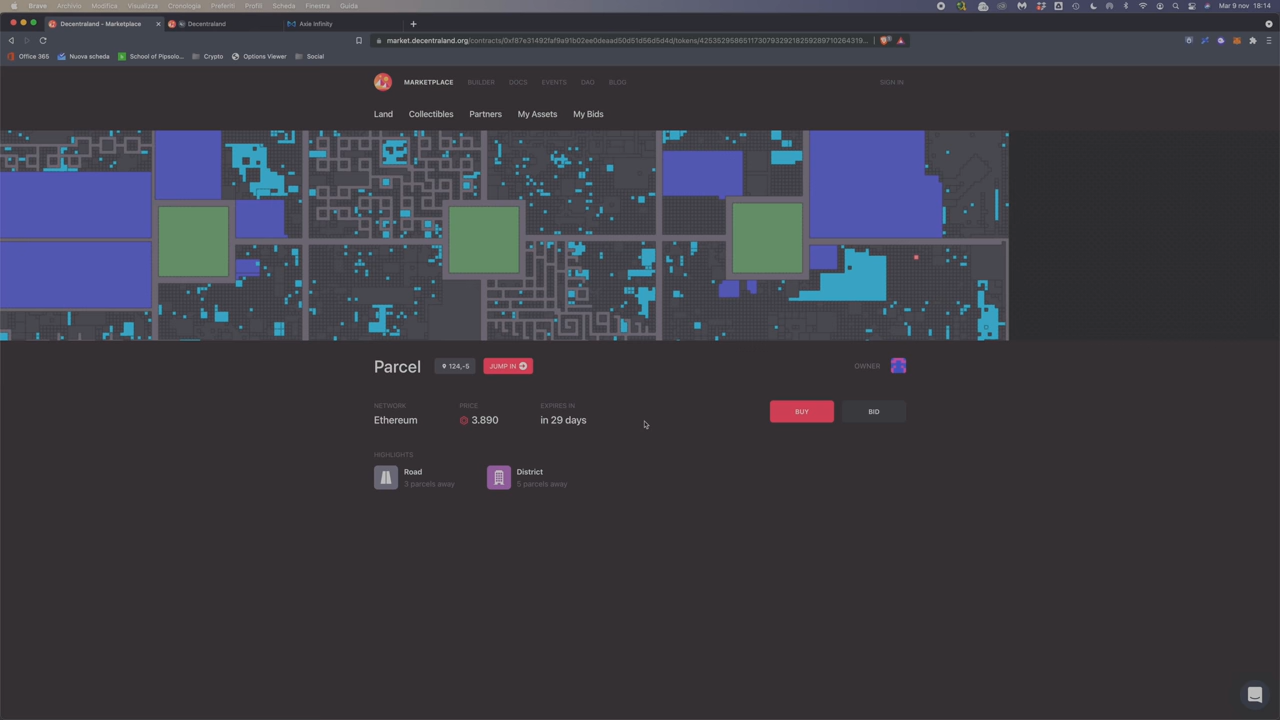 Brave Archivio Modifica Visualizza Cronologia Preferiti Profili Scheda Finestra Guida Mar 9 nov 18:14
Decentraland - Marketplace Decentraland Axie Infinity
market.decentraland.org/contracts/0xf87e31492faf9a91b02ee0deaad50d51d56d5d4d/tokens/425352958651173079329218259289710264319...
Office 365 Nuova scheda School of Pipsolo... Crypto Options Viewer Social
MARKETPLACE BUILDER DOCS EVENTS DAO BLOG SIGN IN
Land Collectibles Partners My Assets My Bids
Parcel 124,-5 JUMP IN OWNER
NETWORK PRICE EXPIRES IN
Ethereum 3.890 in 29 days BUY BID
HIGHLIGHTS
Road District
3 parcels away 5 parcels away